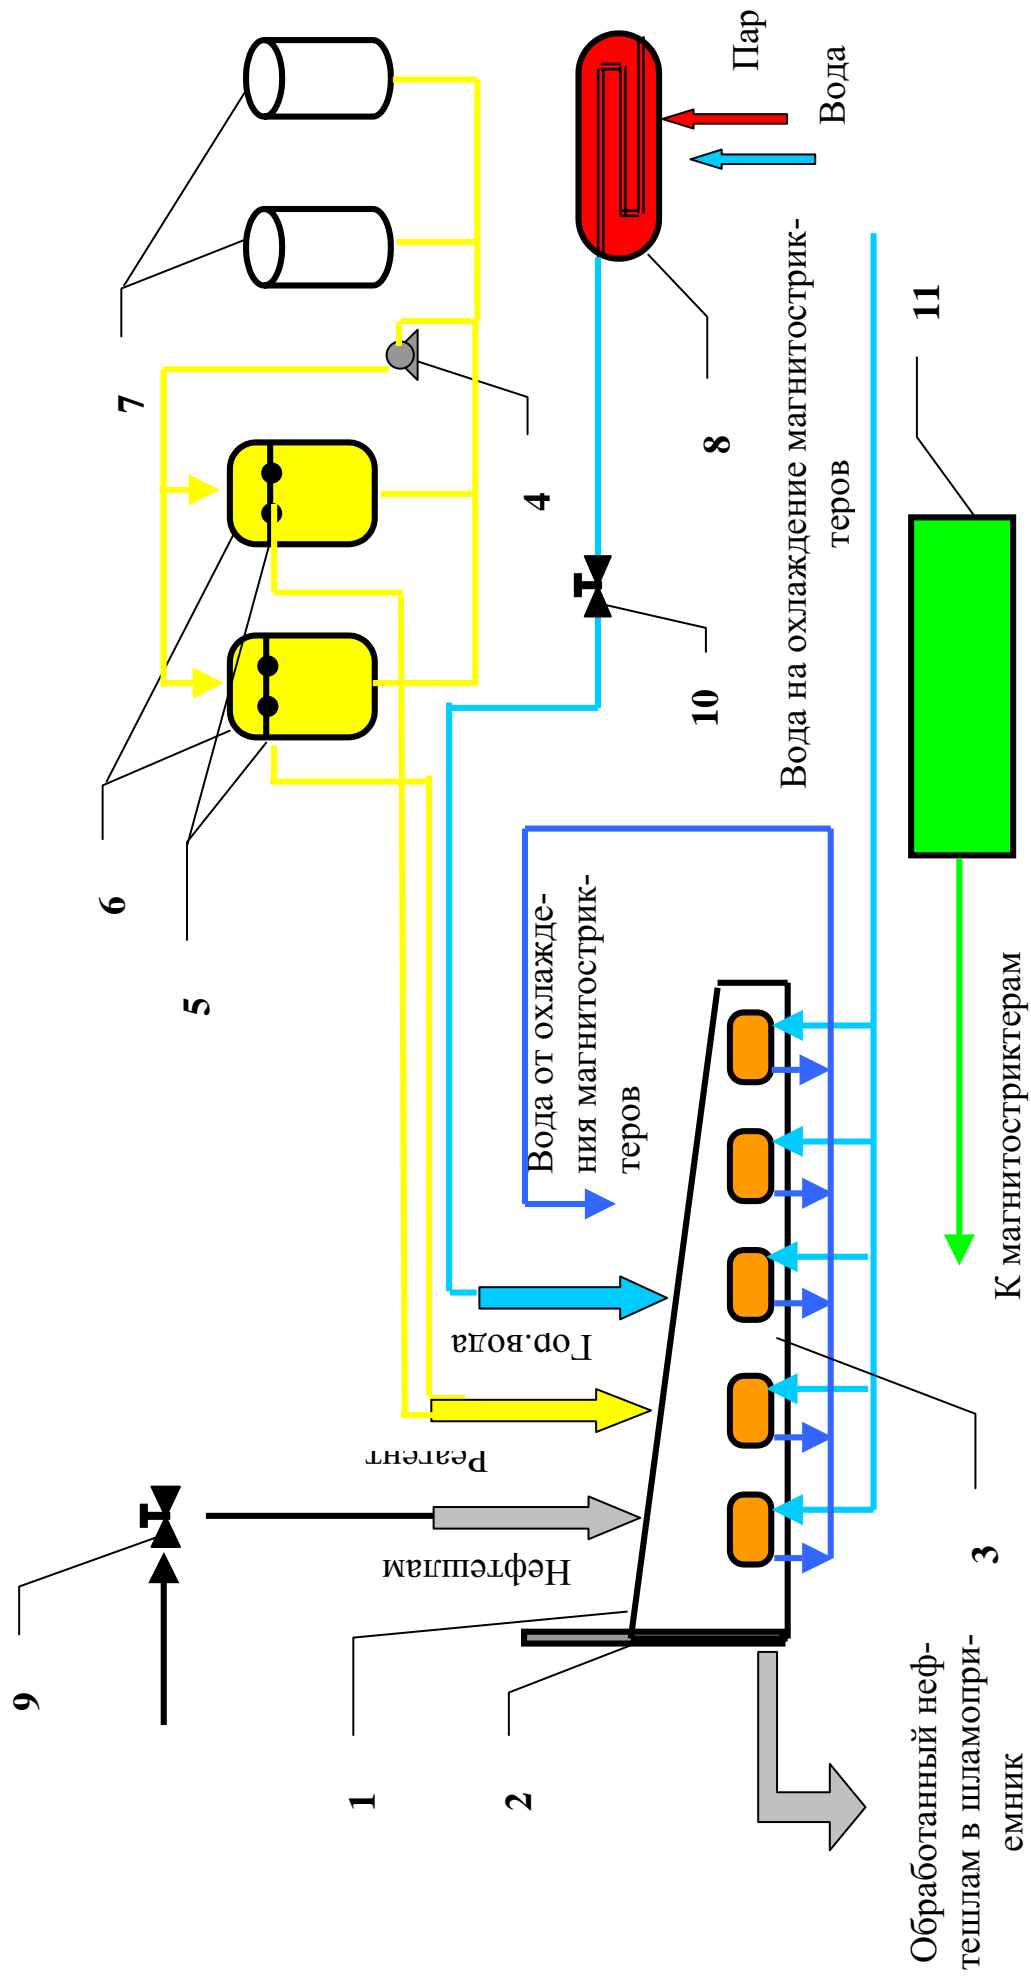 7
6
5
4
Пар
Вода
8
10
Вода на охлаждение магнитострик-
теров
11
Вода от охлажде-
ния магнитострик-
теров
Гор.вода
Реагент
Нефтешлам
9
1
2
3
К магнитострикетрам
Обработанный неф-
тешлам в шламопри-
емник